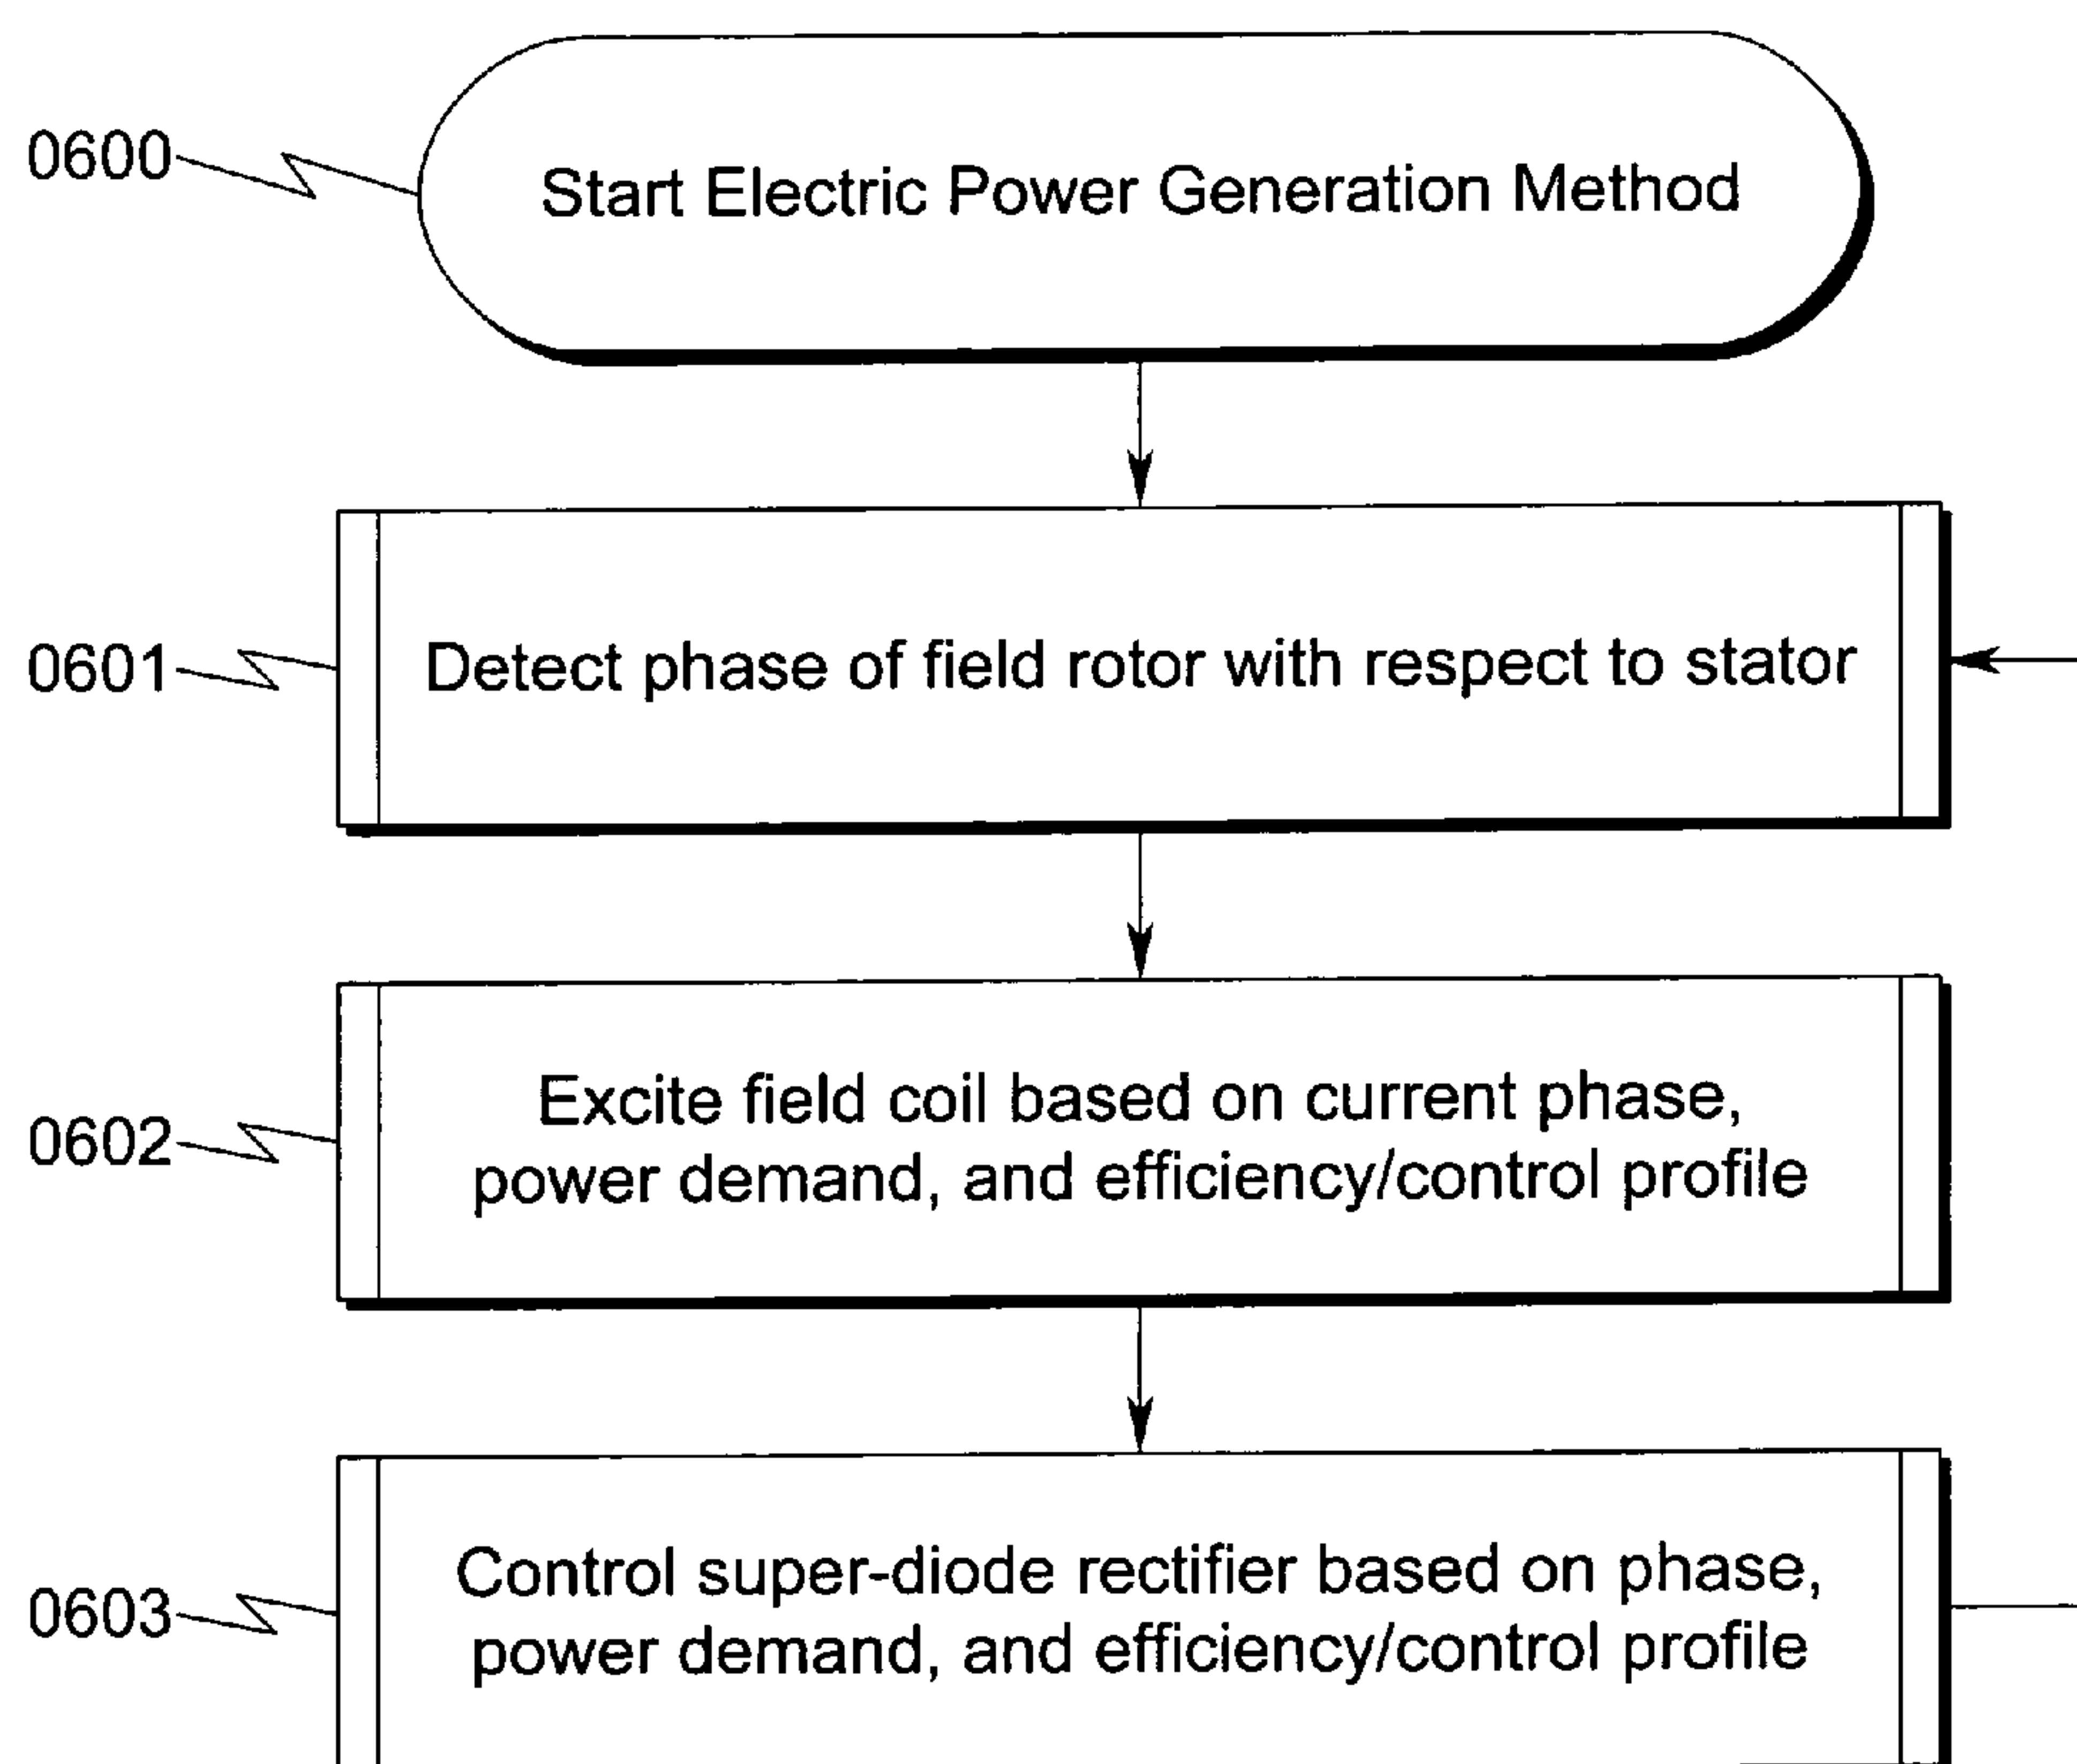 0600
Start Electric Power Generation Method
0601
Detect phase of field rotor with respect to stator
0602
Excite field coil based on current phase,
power demand, and efficiency/control profile
0603
Control super-diode rectifier based on phase,
power demand, and efficiency/control profile